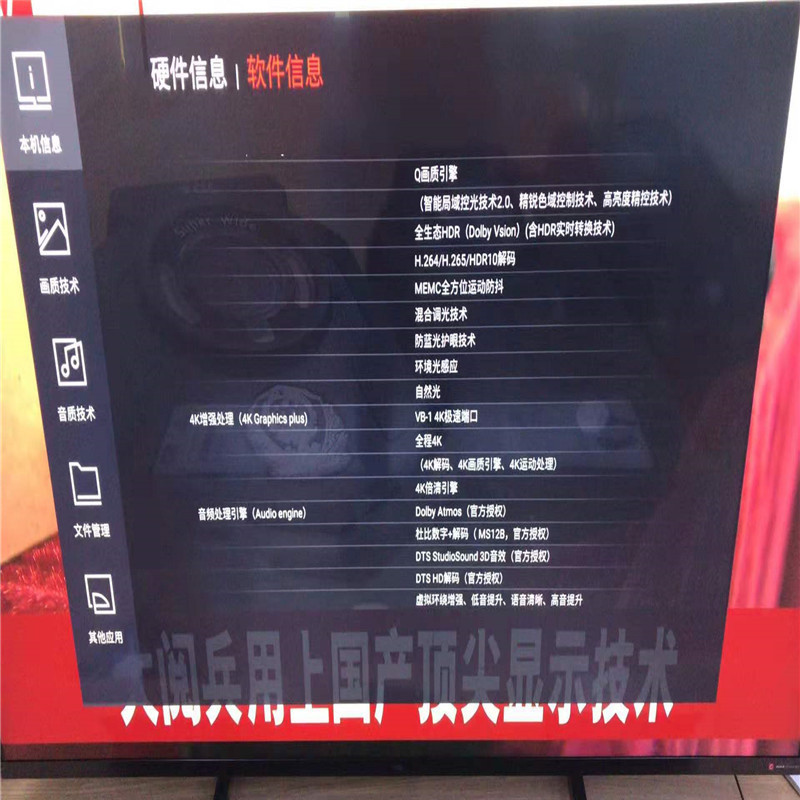 硬件信息 | 软件信息
本机信息
画质技术
音质技术
文件管理
其他应用
Q画质引擎
（智能局域控光技术2.0、精锐色域控制技术、高亮度精控技术）
全生态HDR（Dolby Vsion）(含HDR实时转换技术)
H.264/H.265/HDR10解码
MEMC全方位运动防抖
混合调光技术
防蓝光护眼技术
环境光感应
自然光
4K增强处理（4K Graphics plus） VB-1 4K极速端口
全程4K
（4K解码、4K画质引擎、4K运动处理）
4K倍清引擎
音频处理引擎（Audio engine） Dolby Atmos（官方授权）
杜比数字+解码（ MS12B，官方授权）
DTS StudioSound 3D音效（官方授权）
DTS HD解码（官方授权）
虚拟环绕增强、低音提升、语音清晰、高音提升
大阅兵用上国产顶尖显示技术